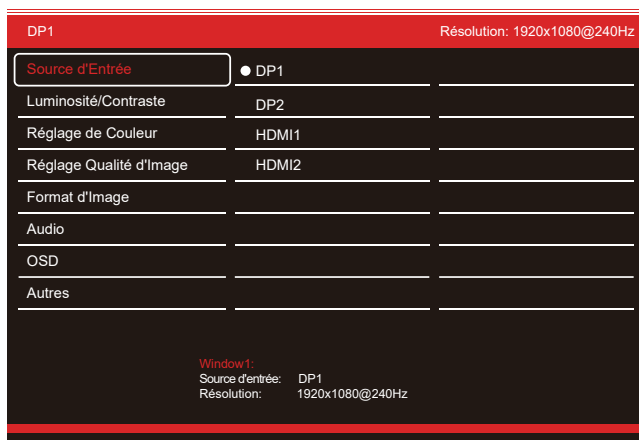 DP1 Résolution: 1920x1080@240Hz
Source d'Entrée DP1
Luminosité/Contraste DP2
Réglage de Couleur HDMI1
Réglage Qualité d'Image HDMI2
Format d'Image
Audio
OSD
Autres
Window1:
Source d'entrée: DP1
Résolution: 1920x1080@240Hz